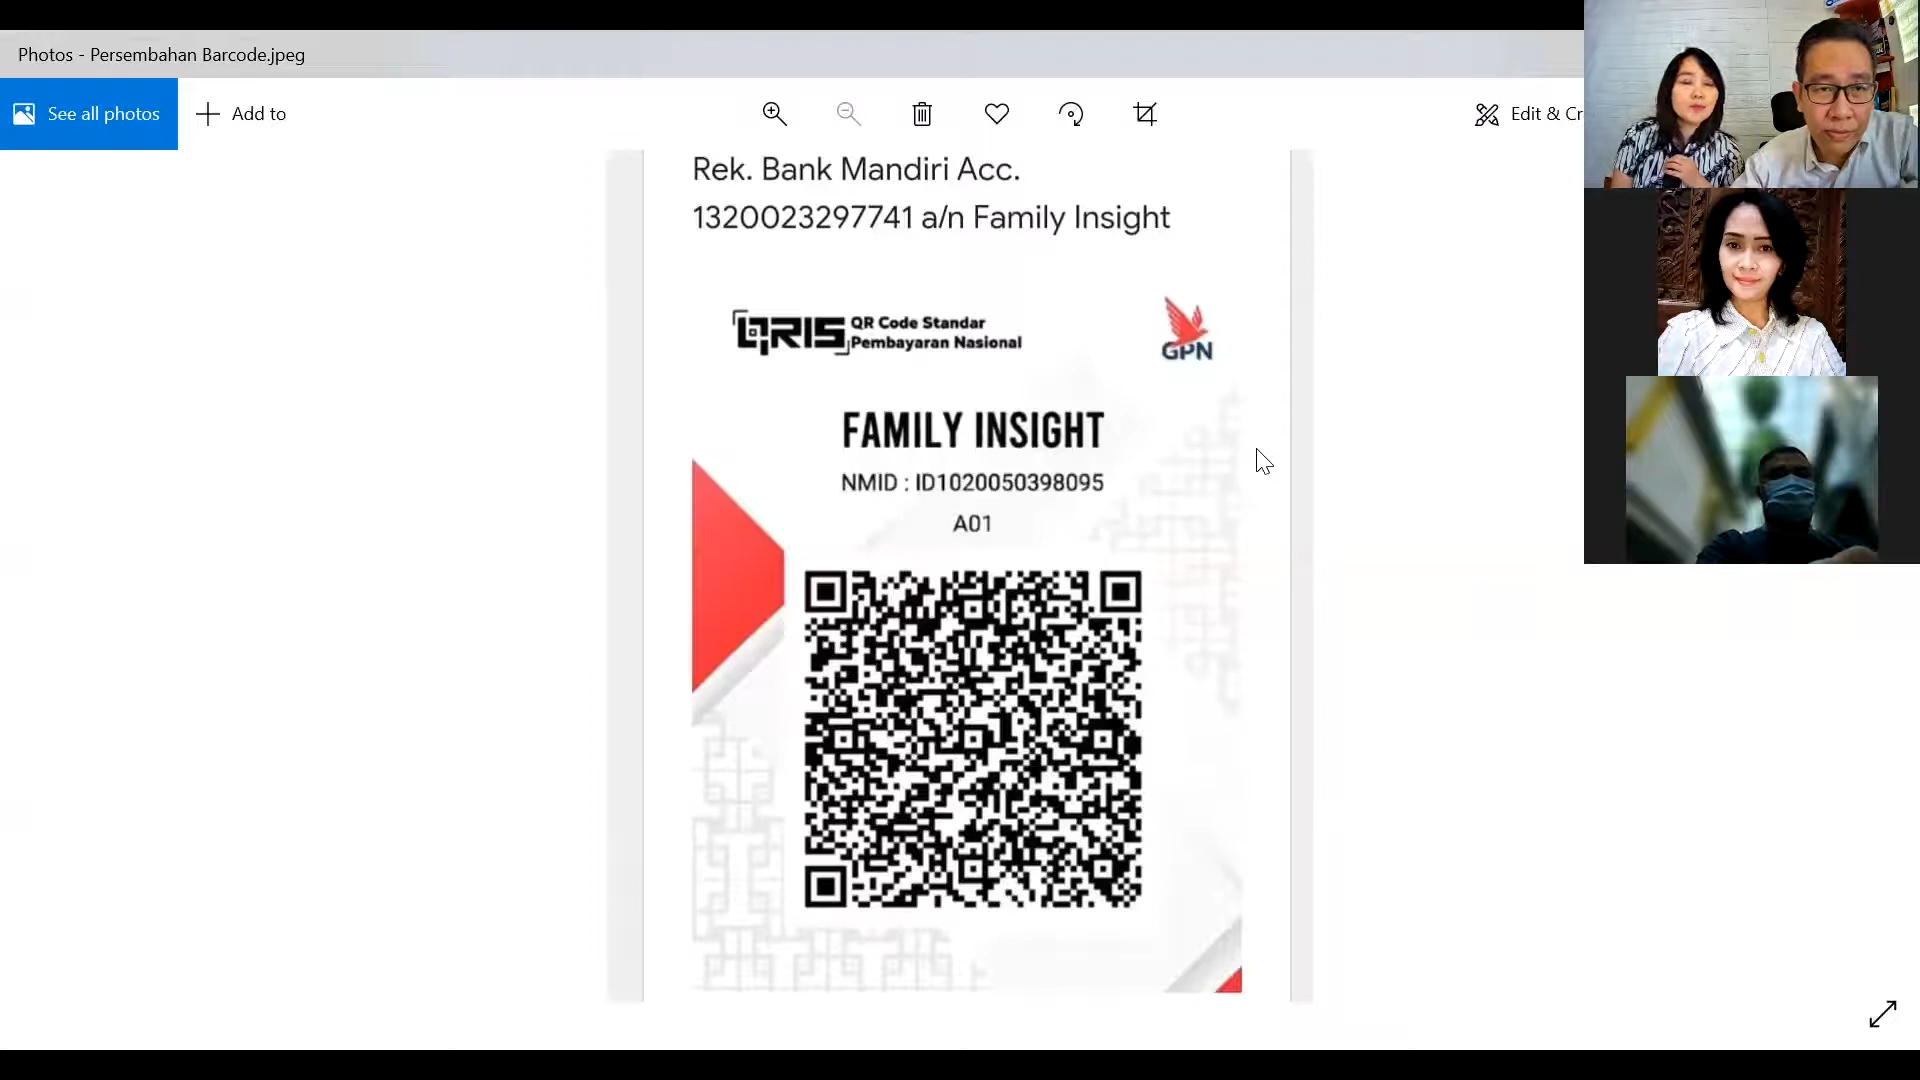 Photos - Persembahan Barcode.jpeg
See all photos
Add to
Edit & Cr
Rek. Bank Mandiri Acc.
1320023297741 a/n Family Insight
QRIS QR Code Standar
Pembayaran Nasional
GPN
FAMILY INSIGHT
NMID : ID1020050398095
A01